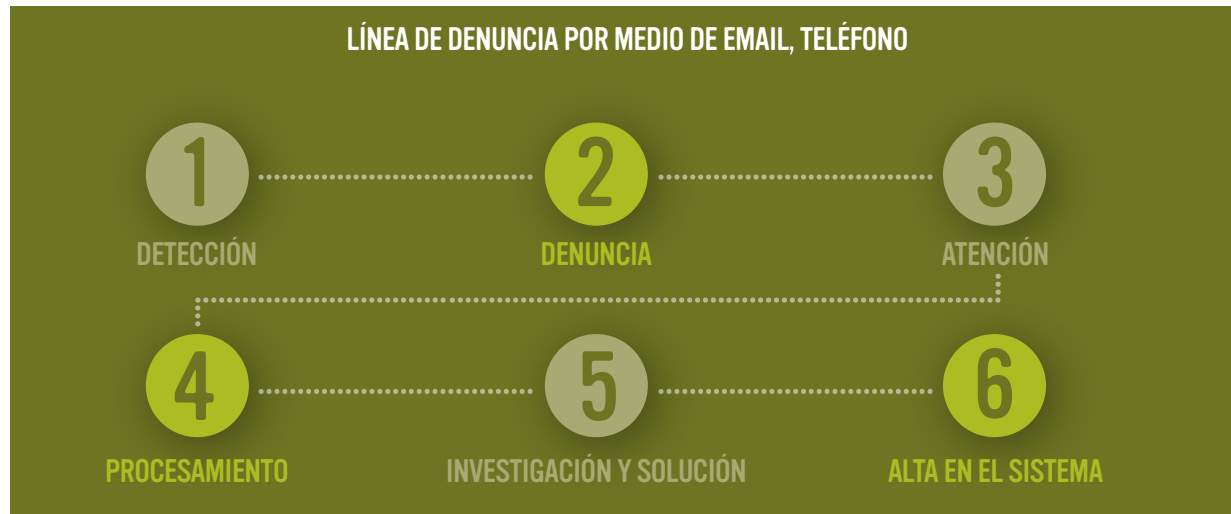 LÍNEA DE DENUNCIA POR MEDIO DE EMAIL, TELÉFONO
1
DETECCIÓN
2
DENUNCIA
3
ATENCIÓN
4
PROCESAMIENTO
5
INVESTIGACIÓN Y SOLUCIÓN
6
ALTA EN EL SISTEMA